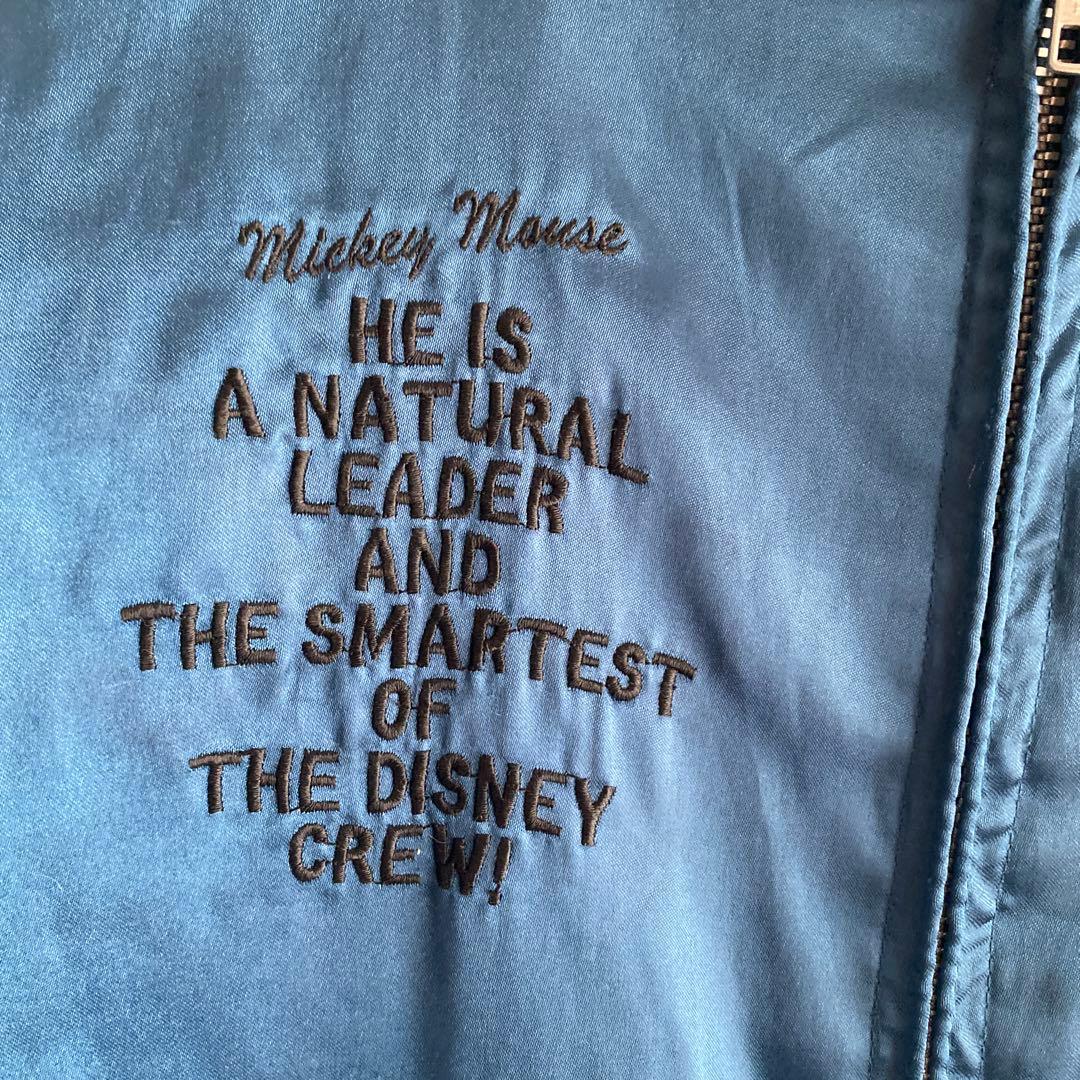 Mickey Mouse
HE IS
A NATURAL
LEADER
AND
THE SMARTEST
OF
THE DISNEY
CREW!